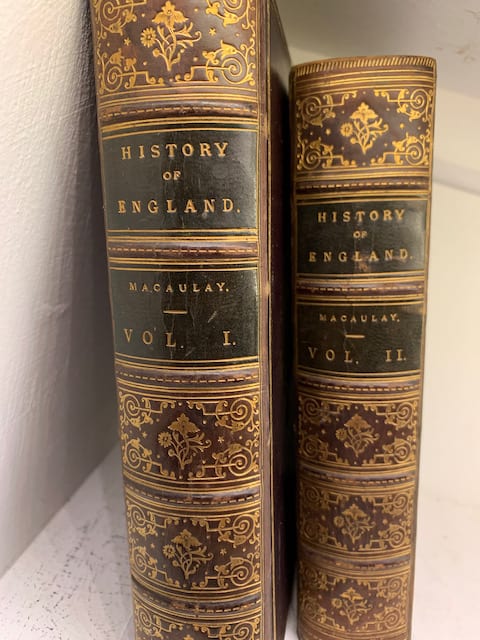 HISTORY
OF
ENGLAND.
MACAULAY.
VOL. I.
HISTORY
OF
ENGLAND.
MACAULAY.
VOL. II.